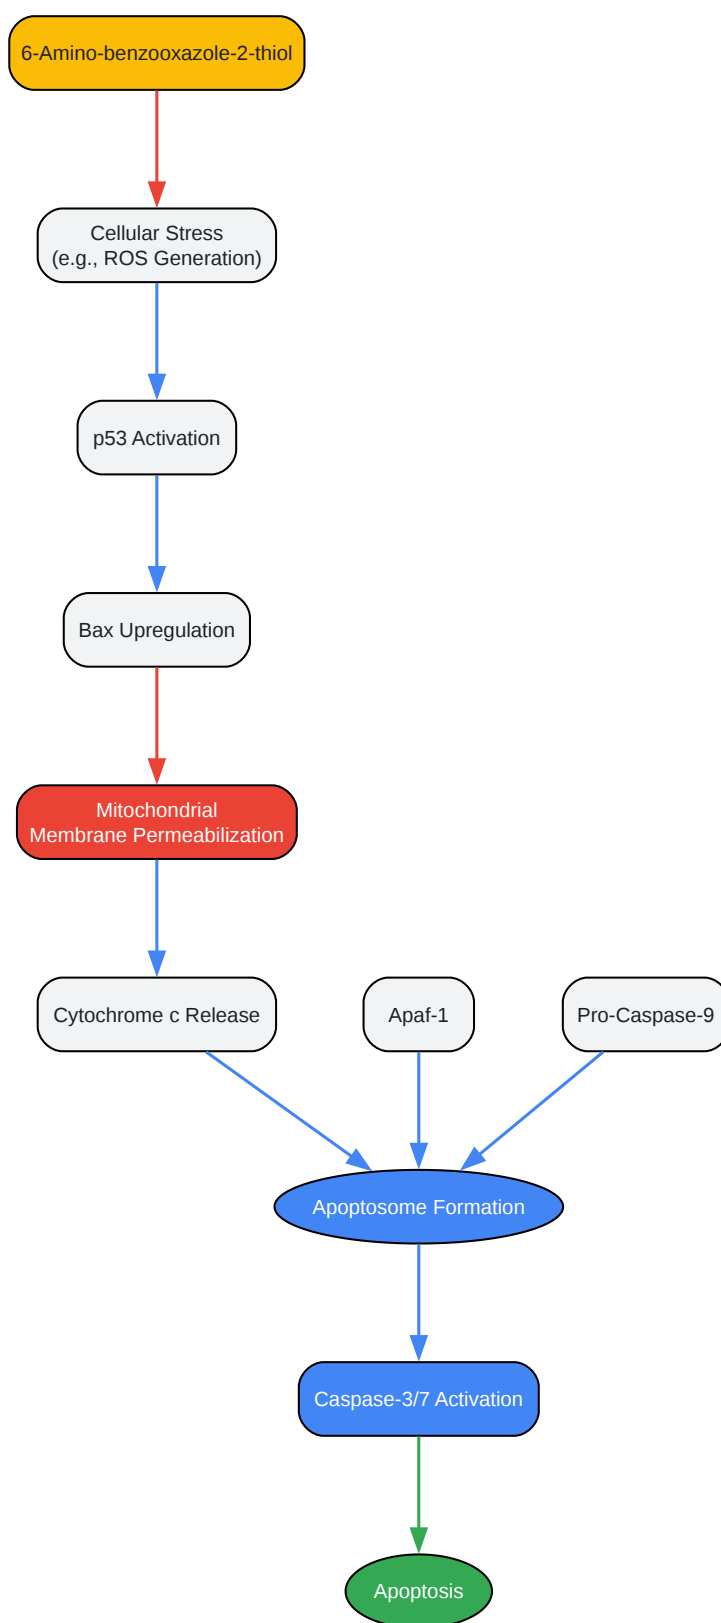 6-Amino-benzooxazole-2-thiol
Cellular Stress
(e.g., ROS Generation)
p53 Activation
Bax Upregulation
Mitochondrial
Membrane Permeabilization
Cytochrome c Release
Apaf-1
Pro-Caspase-9
Apoptosome Formation
Caspase-3/7 Activation
Apoptosis